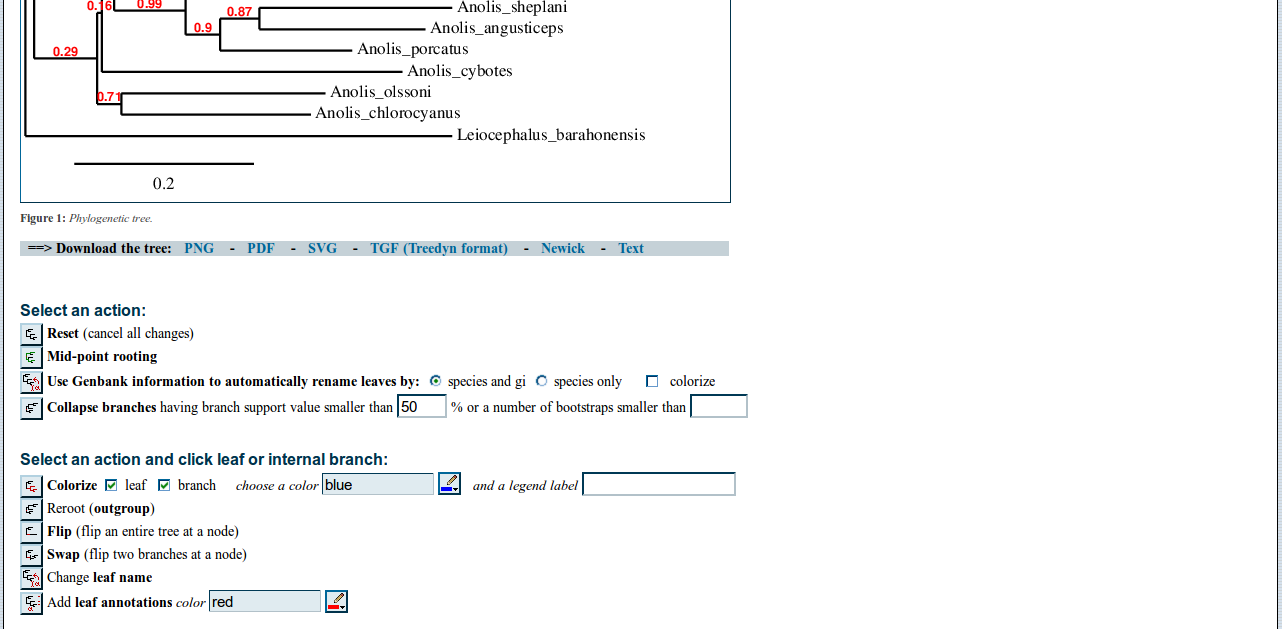 Anolis_sheplani
0.16
0.99
0.87
Anolis_angusticeps
0.9
Anolis_porcatus
0.29
Anolis_cybotes
Anolis_olssoni
0.71
Anolis_chlorocyanus
Leiocephalus_barahonensis
0.2
Figure 1: Phylogenetic tree.
==> Download the tree: PNG - PDF - SVG - TGF (Treedyn format) - Newick - Text
Select an action:
Reset (cancel all changes)
Mid-point rooting
Use Genbank information to automatically rename leaves by: species and gi species only colorize
Collapse branches having branch support value smaller than 50 % or a number of bootstraps smaller than
Select an action and click leaf or internal branch:
Colorize leaf branch choose a color blue and a legend label
Reroot (outgroup)
Flip (flip an entire tree at a node)
Swap (flip two branches at a node)
Change leaf name
Add leaf annotations color red